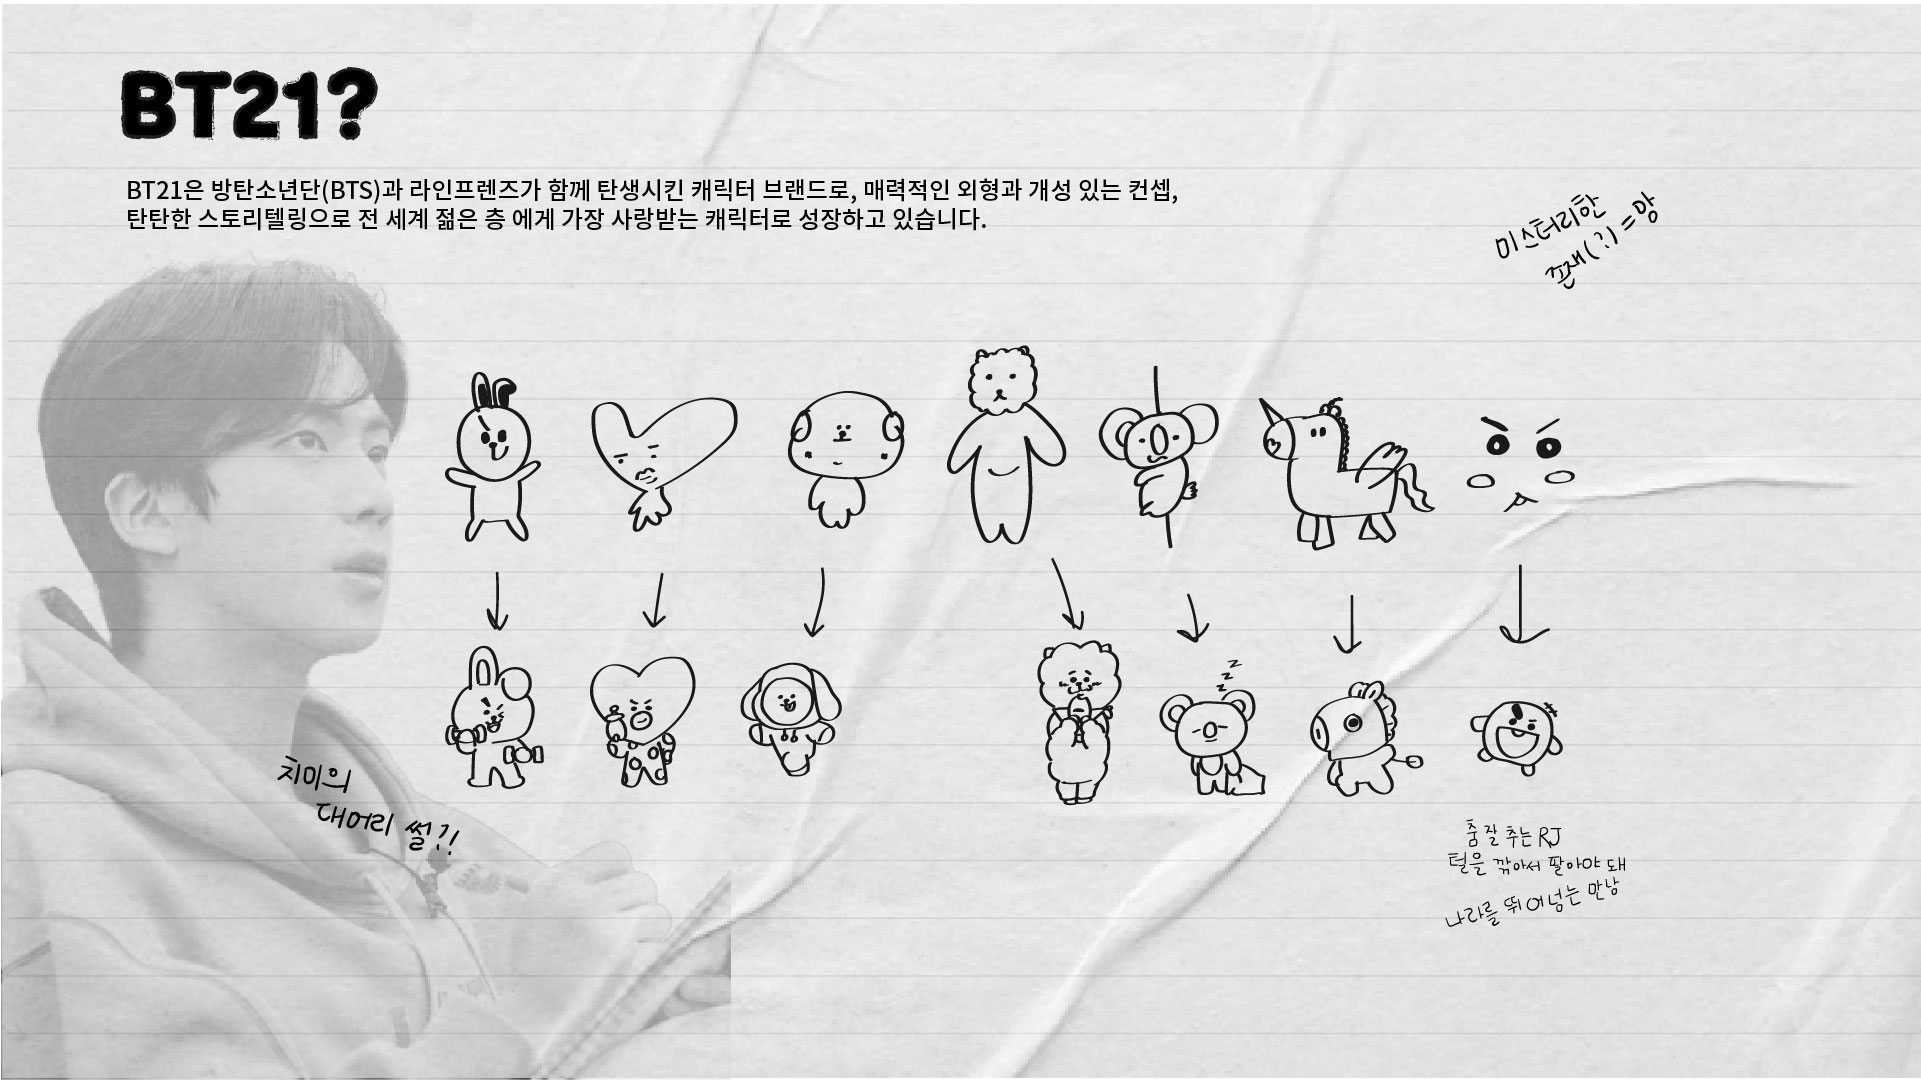 BT21?
BT21은 방탄소년단(BTS)과 라인프렌즈가 함께 탄생시킨 캐릭터 브랜드로, 매력적인 외형과 개성 있는 컨셉,
탄탄한 스토리텔링으로 전 세계 젊은 층 에게 가장 사랑받는 캐릭터로 성장하고 있습니다.
미스터리한
존재(?) = 망
z
z
z
치미의
대머리 썰?!
춤질 추는 RJ
털을 깎아서 팔아야 돼
나라를 뛰어넘는 만남